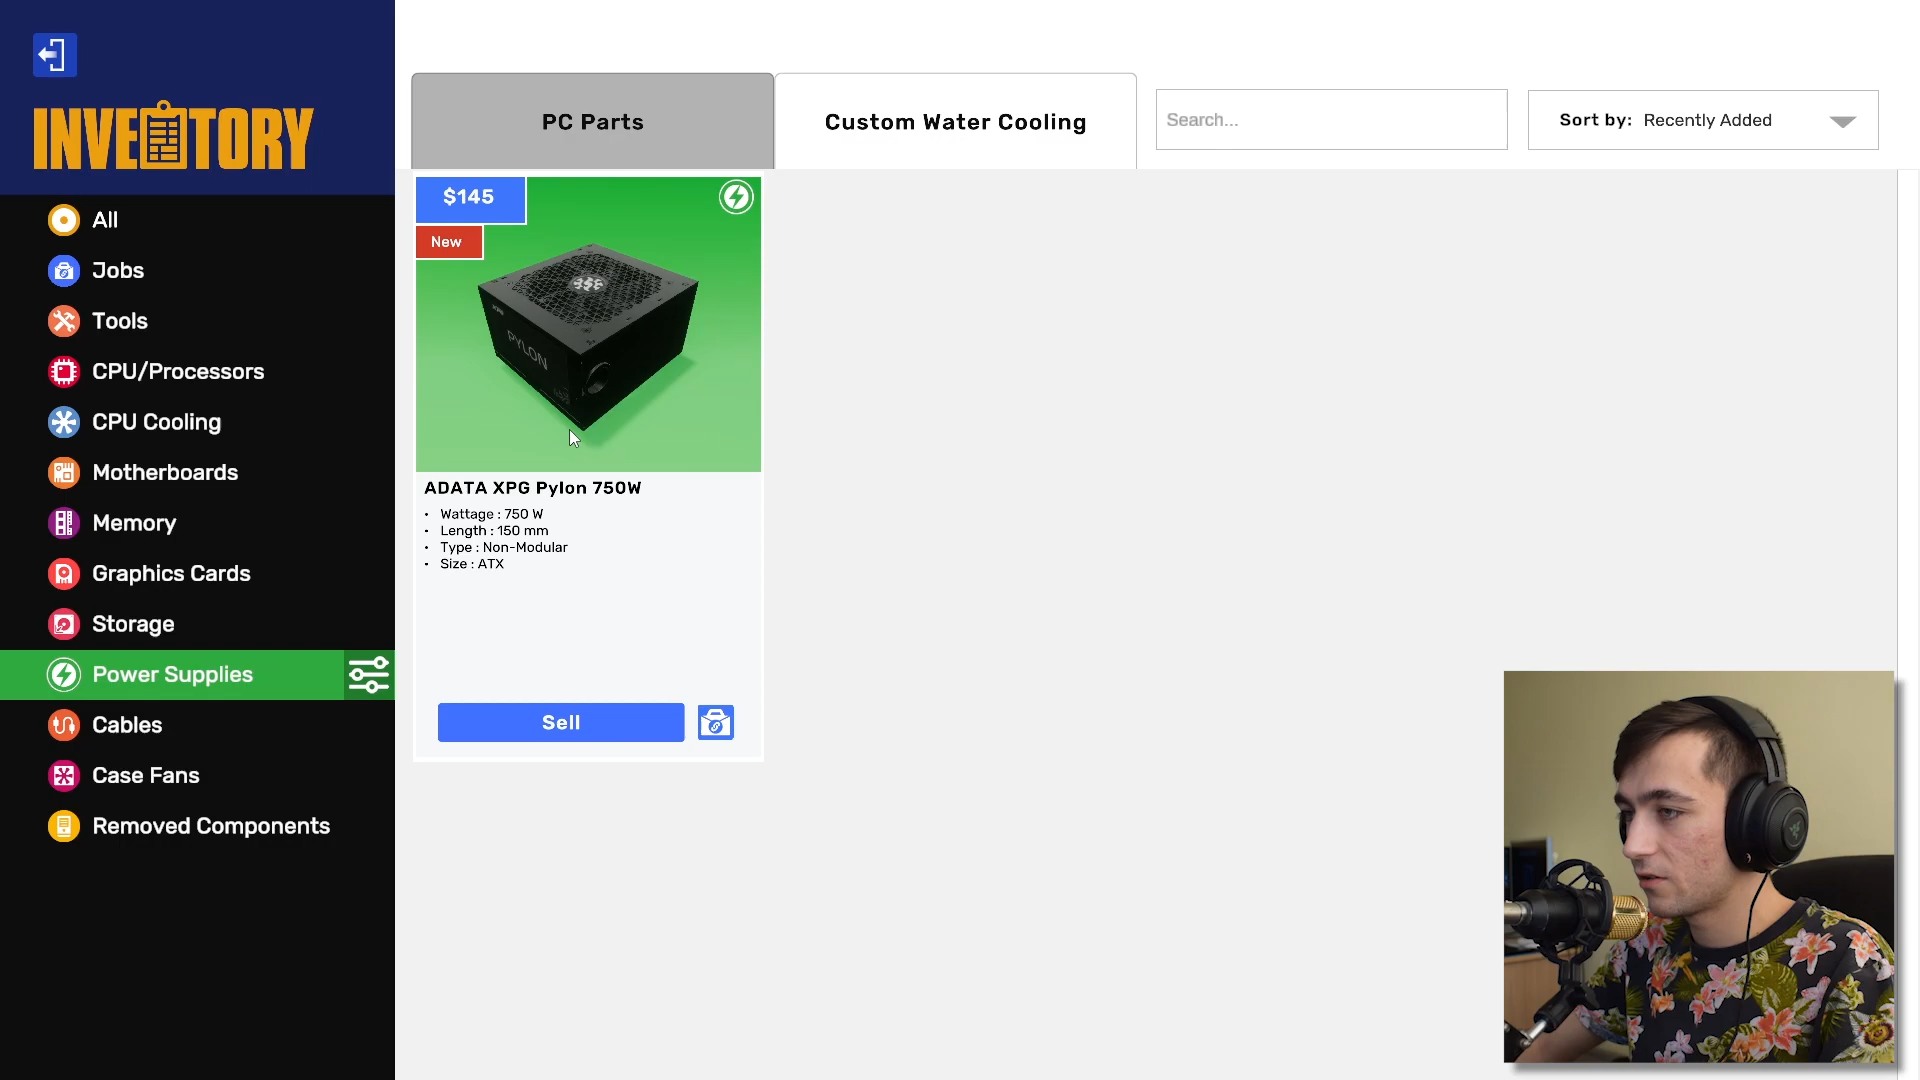 INVENTORY
All
Jobs
Tools
CPU/Processors
CPU Cooling
Motherboards
Memory
Graphics Cards
Storage
Power Supplies
Cables
Case Fans
Removed Components
PC Parts
Custom Water Cooling
Search...
Sort by: Recently Added
$145
New
PYLON
ADATA XPG Pylon 750W
• Wattage : 750 W
• Length : 150 mm
• Type : Non-Modular
• Size : ATX
Sell